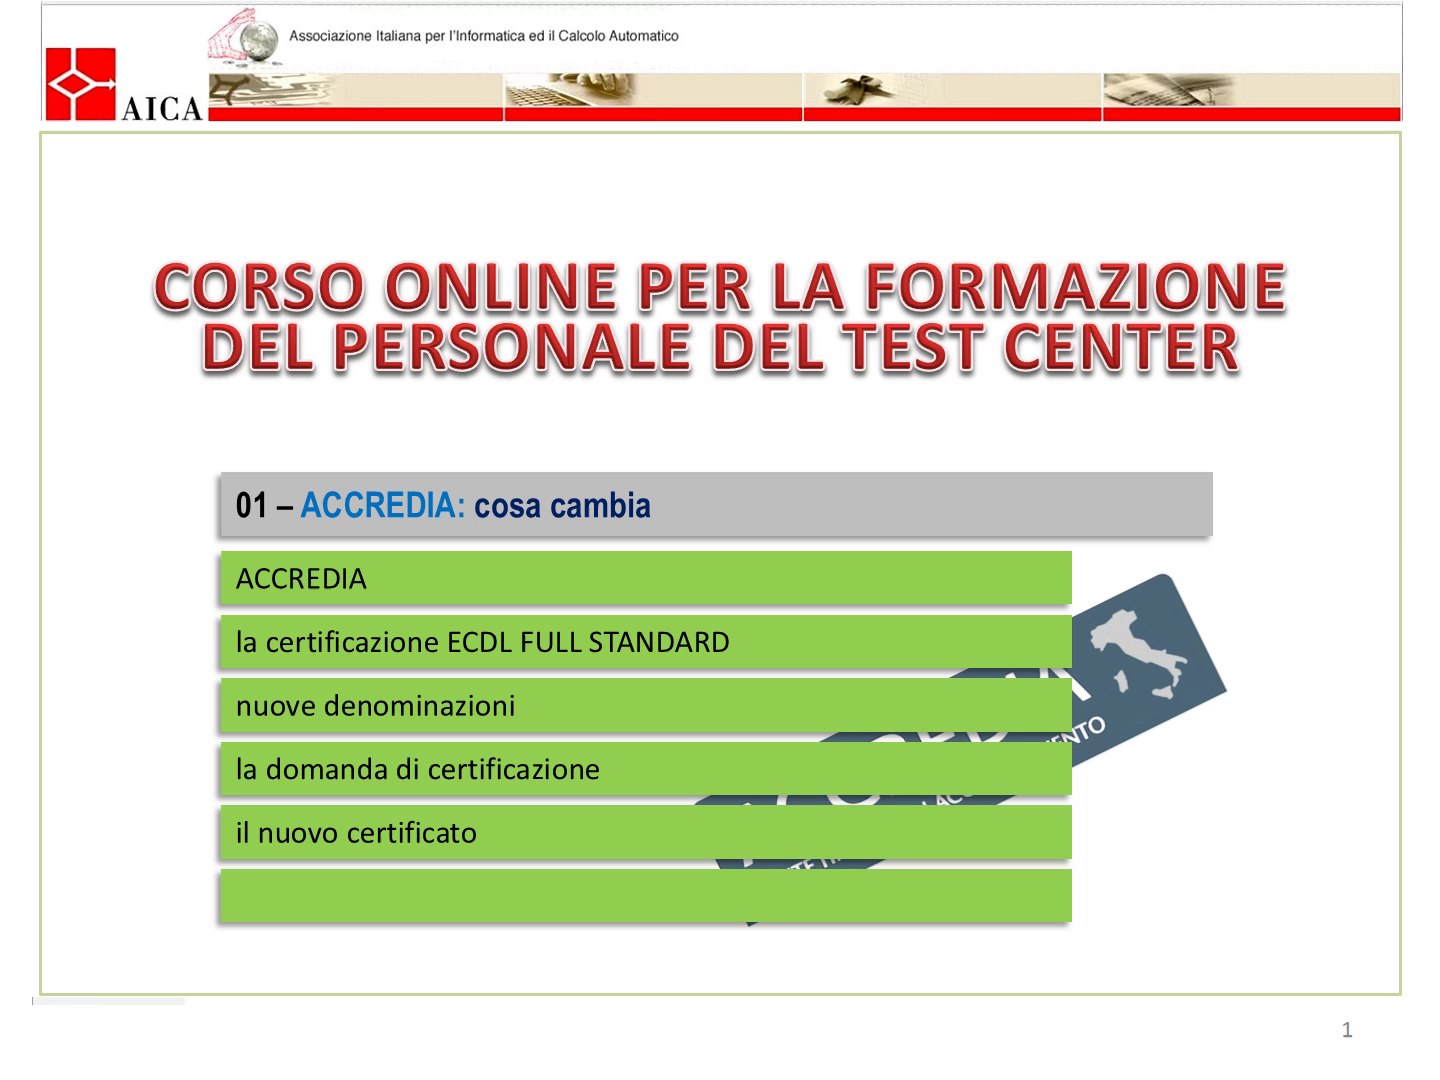 Associazione Italiana per l'Informatica ed il Calcolo Automatico
AICA
CORSO ONLINE PER LA FORMAZIONE
DEL PERSONALE DEL TEST CENTER
01 – ACCREDIA: cosa cambia
ACCREDIA
la certificazione ECDL FULL STANDARD
nuove denominazioni
la domanda di certificazione
il nuovo certificato
1